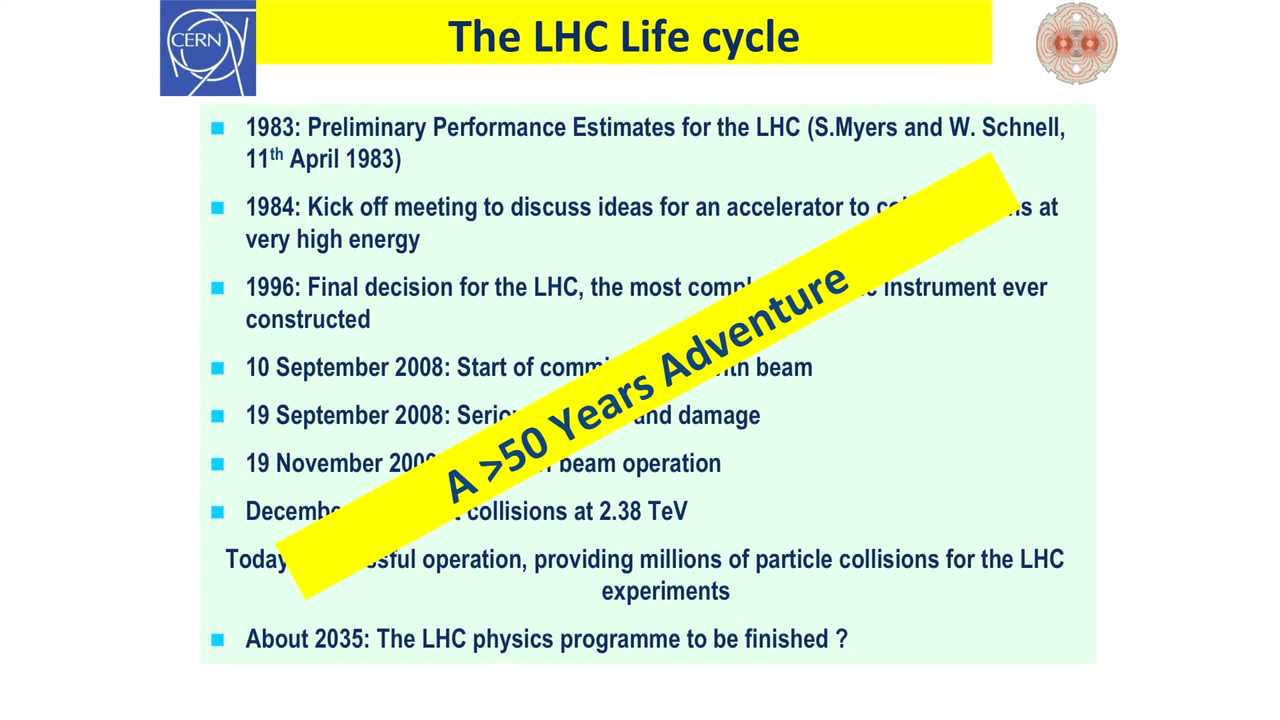 CERN
The LHC Life cycle
1983: Preliminary Performance Estimates for the LHC (S.Myers and W. Schnell,
11th April 1983)
1984: Kick off meeting to discuss ideas for an accelerator to at
very high energy
1996: Final decision for the LHC, the most instrument ever
constructed
10 September 2008: Start of beam
19 September 2008: damage
19 November beam operation
collisions at 2.38 TeV
operation, providing millions of particle collisions for the LHC
experiments
About 2035: The LHC physics programme to be finished ?
A >50 Years Adventure